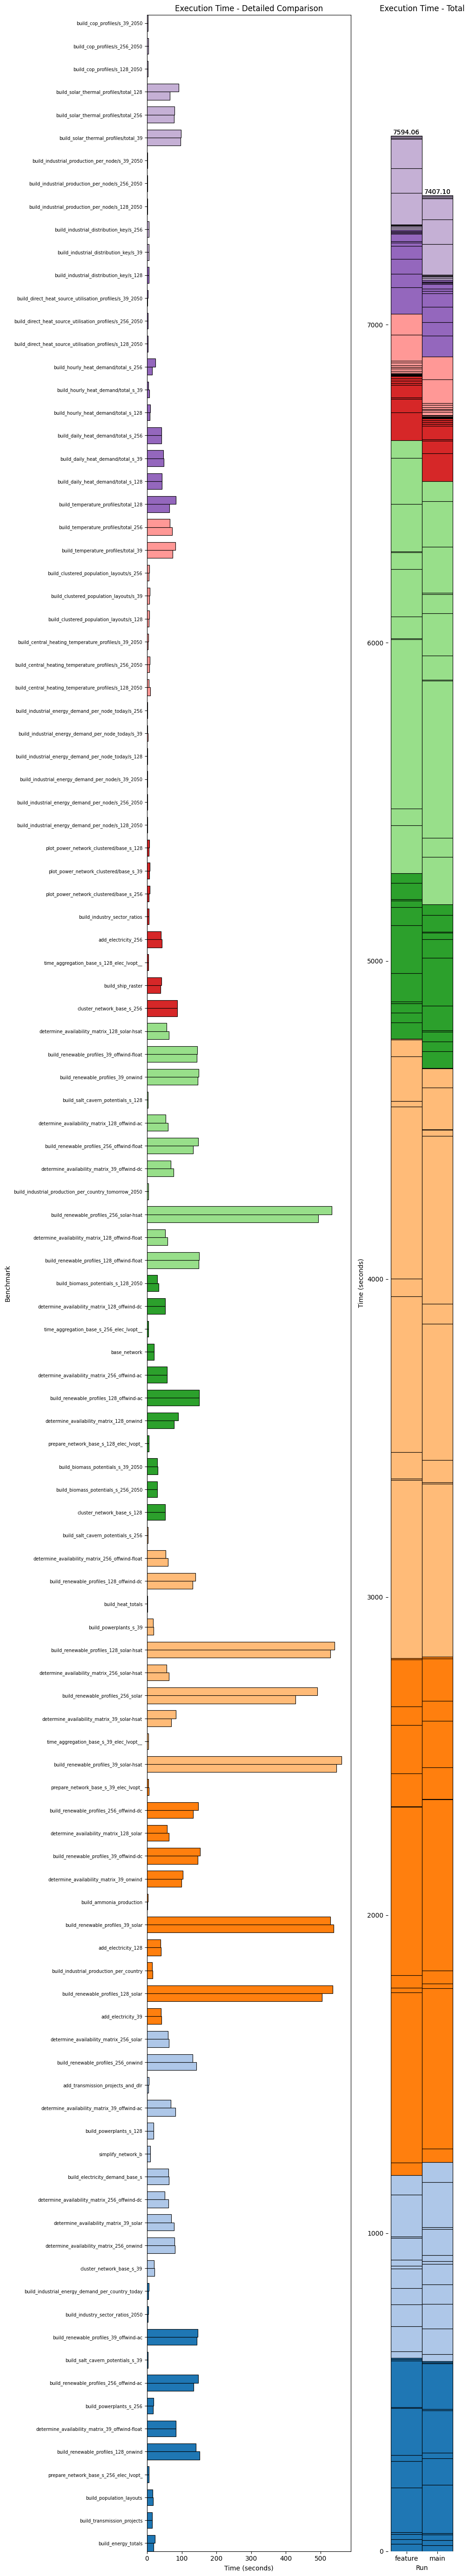 Execution Time - Detailed Comparison
Execution Time - Total
build_cop_profiles/s_39_2050
build_cop_profiles/s_256_2050
build_cop_profiles/s_128_2050
build_solar_thermal_profiles/total_128
build_solar_thermal_profiles/total_256
build_solar_thermal_profiles/total_39
build_industrial_production_per_node/s_39_2050
build_industrial_production_per_node/s_256_2050
build_industrial_production_per_node/s_128_2050
build_industrial_distribution_key/s_256
build_industrial_distribution_key/s_39
build_industrial_distribution_key/s_128
build_direct_heat_source_utilisation_profiles/s_39_2050
build_direct_heat_source_utilisation_profiles/s_256_2050
build_direct_heat_source_utilisation_profiles/s_128_2050
build_hourly_heat_demand/total_s_256
build_hourly_heat_demand/total_s_39
build_hourly_heat_demand/total_s_128
build_daily_heat_demand/total_s_256
build_daily_heat_demand/total_s_39
build_daily_heat_demand/total_s_128
build_temperature_profiles/total_128
build_temperature_profiles/total_256
build_temperature_profiles/total_39
build_clustered_population_layouts/s_256
build_clustered_population_layouts/s_39
build_clustered_population_layouts/s_128
build_central_heating_temperature_profiles/s_39_2050
build_central_heating_temperature_profiles/s_256_2050
build_central_heating_temperature_profiles/s_128_2050
build_industrial_energy_demand_per_node_today/s_256
build_industrial_energy_demand_per_node_today/s_39
build_industrial_energy_demand_per_node_today/s_128
build_industrial_energy_demand_per_node/s_39_2050
build_industrial_energy_demand_per_node/s_256_2050
build_industrial_energy_demand_per_node/s_128_2050
plot_power_network_clustered/base_s_128
plot_power_network_clustered/base_s_39
plot_power_network_clustered/base_s_256
build_industry_sector_ratios
add_electricity_256
time_aggregation_base_s_128_elec_lvopt__
build_ship_raster
cluster_network_base_s_256
determine_availability_matrix_128_solar-hsat
build_renewable_profiles_39_offwind-float
build_renewable_profiles_39_onwind
build_salt_cavern_potentials_s_128
determine_availability_matrix_128_offwind-ac
build_renewable_profiles_256_offwind-float
determine_availability_matrix_39_offwind-dc
build_industrial_production_per_country_tomorrow_2050
build_renewable_profiles_256_solar-hsat
determine_availability_matrix_128_offwind-float
build_renewable_profiles_128_offwind-float
build_biomass_potentials_s_128_2050
determine_availability_matrix_128_offwind-dc
time_aggregation_base_s_256_elec_lvopt__
base_network
determine_availability_matrix_256_offwind-ac
build_renewable_profiles_128_offwind-ac
determine_availability_matrix_128_onwind
prepare_network_base_s_128_elec_lvopt_
build_biomass_potentials_s_39_2050
build_biomass_potentials_s_256_2050
cluster_network_base_s_128
build_salt_cavern_potentials_s_256
determine_availability_matrix_256_offwind-float
build_renewable_profiles_128_offwind-dc
build_heat_totals
build_powerplants_s_39
build_renewable_profiles_128_solar-hsat
determine_availability_matrix_256_solar-hsat
build_renewable_profiles_256_solar
determine_availability_matrix_39_solar-hsat
time_aggregation_base_s_39_elec_lvopt__
build_renewable_profiles_39_solar-hsat
prepare_network_base_s_39_elec_lvopt_
build_renewable_profiles_256_offwind-dc
determine_availability_matrix_128_solar
build_renewable_profiles_39_offwind-dc
determine_availability_matrix_39_onwind
build_ammonia_production
build_renewable_profiles_39_solar
add_electricity_128
build_industrial_production_per_country
build_renewable_profiles_128_solar
add_electricity_39
determine_availability_matrix_256_solar
build_renewable_profiles_256_onwind
add_transmission_projects_and_dlr
determine_availability_matrix_39_offwind-ac
build_powerplants_s_128
simplify_network_b
build_electricity_demand_base_s
determine_availability_matrix_256_offwind-dc
determine_availability_matrix_39_solar
determine_availability_matrix_256_onwind
cluster_network_base_s_39
build_industrial_energy_demand_per_country_today
build_industry_sector_ratios_2050
build_renewable_profiles_39_offwind-ac
build_salt_cavern_potentials_s_39
build_renewable_profiles_256_offwind-ac
build_powerplants_s_256
determine_availability_matrix_39_offwind-float
build_renewable_profiles_128_onwind
prepare_network_base_s_256_elec_lvopt_
build_population_layouts
build_transmission_projects
build_energy_totals
Benchmark
0
100
200
300
400
500
Time (seconds)
7594.06
7407.10
7000
6000
5000
4000
3000
2000
1000
0
Time (seconds)
feature
main
Run